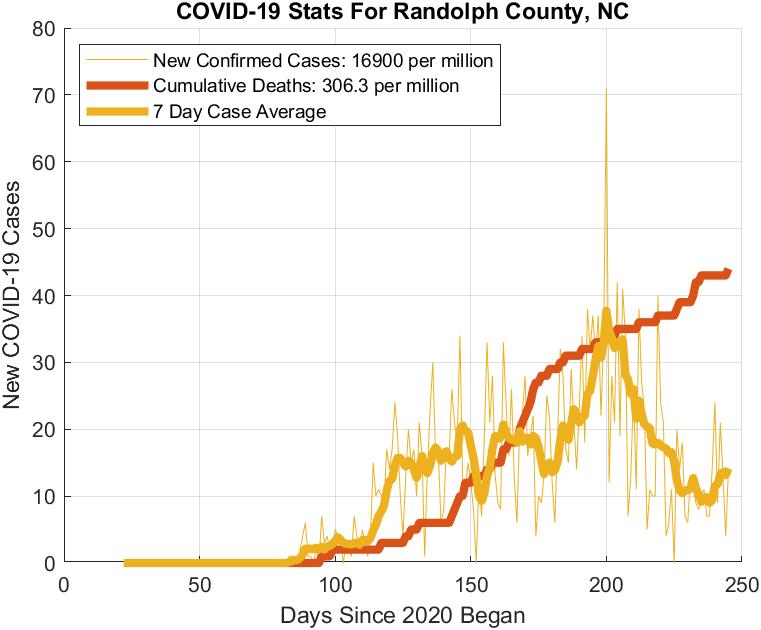 COVID-19 Stats For Randolph County, NC
80
New Confirmed Cases: 16900 per million
Cumulative Deaths: 306.3 per million
7 Day Case Average
70
60
50
40
30
20
10
0
New COVID-19 Cases
0 50 100 150 200 250
Days Since 2020 Began